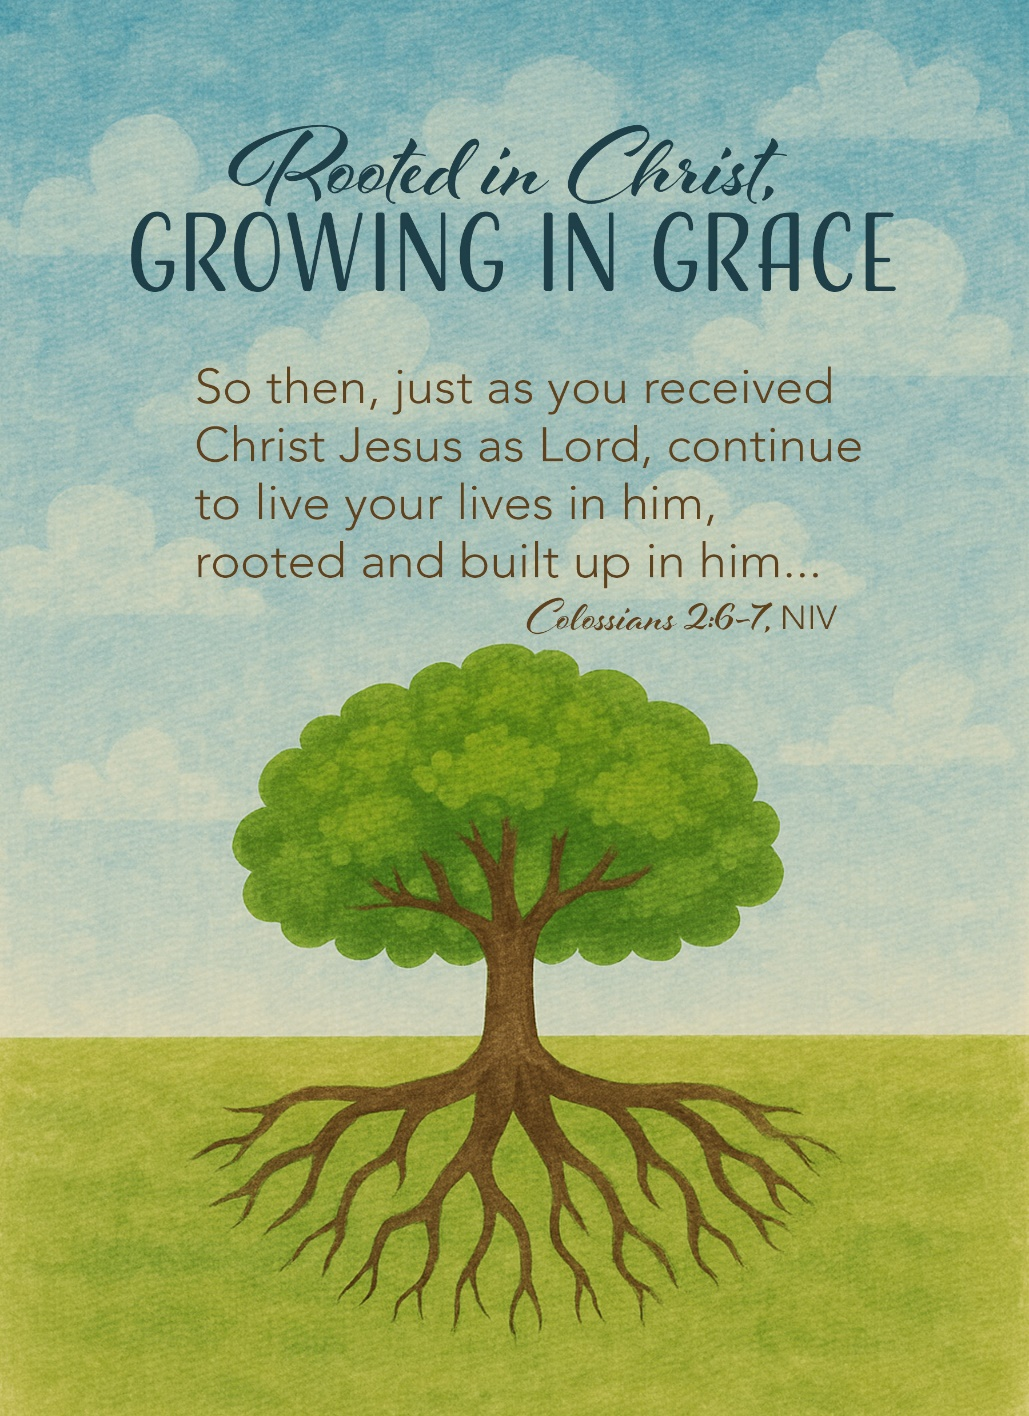 Rooted in Christ,
GROWING IN GRACE
So then, just as you received
Christ Jesus as Lord, continue
to live your lives in him,
rooted and built up in him...
Colossians 2:6-7, NIV